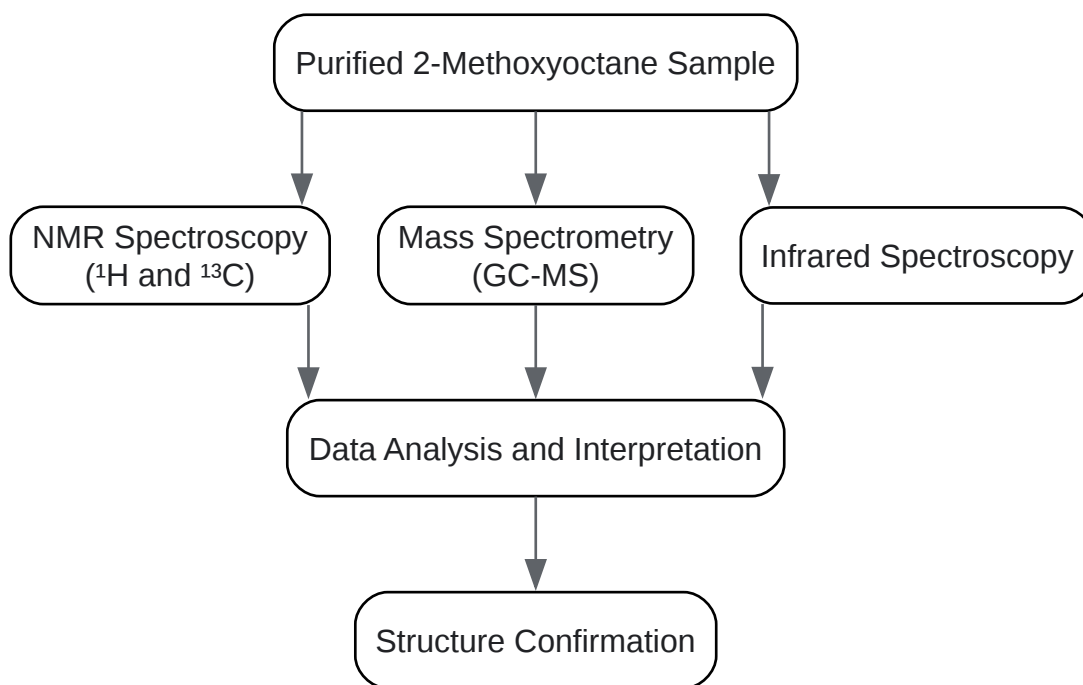 Purified 2-Methoxyoctane Sample
NMR Spectroscopy
(¹H and ¹³C)
Mass Spectrometry
(GC-MS)
Infrared Spectroscopy
Data Analysis and Interpretation
Structure Confirmation